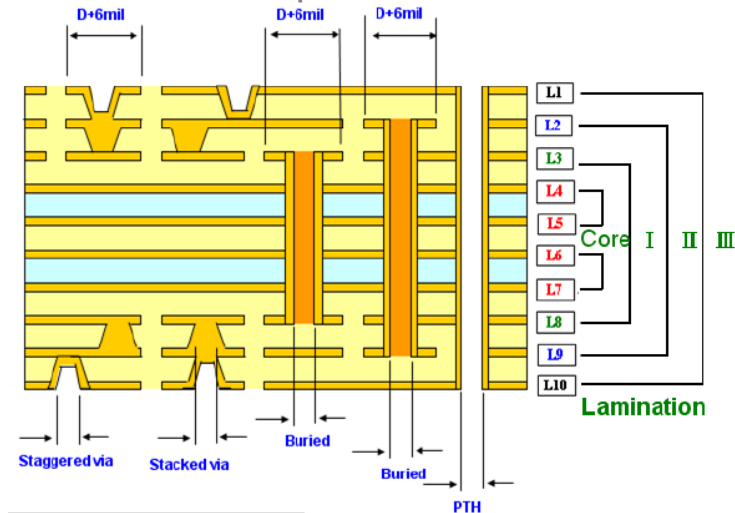 D+6mil
D+6mil
D+6mil
L1
L2
L3
L4
L5
Core I II III
L6
L7
L8
L9
L10
Lamination
Staggered via
Stacked via
Buried
Buried
PTH